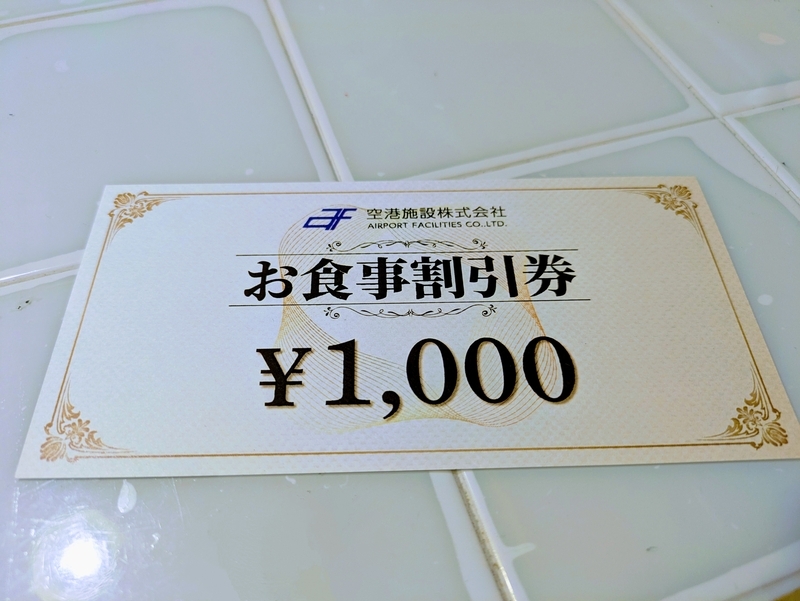 AF 空港施設株式会社
AIRPORT FACILITIES CO.,LTD.
お食事割引券
¥1,000